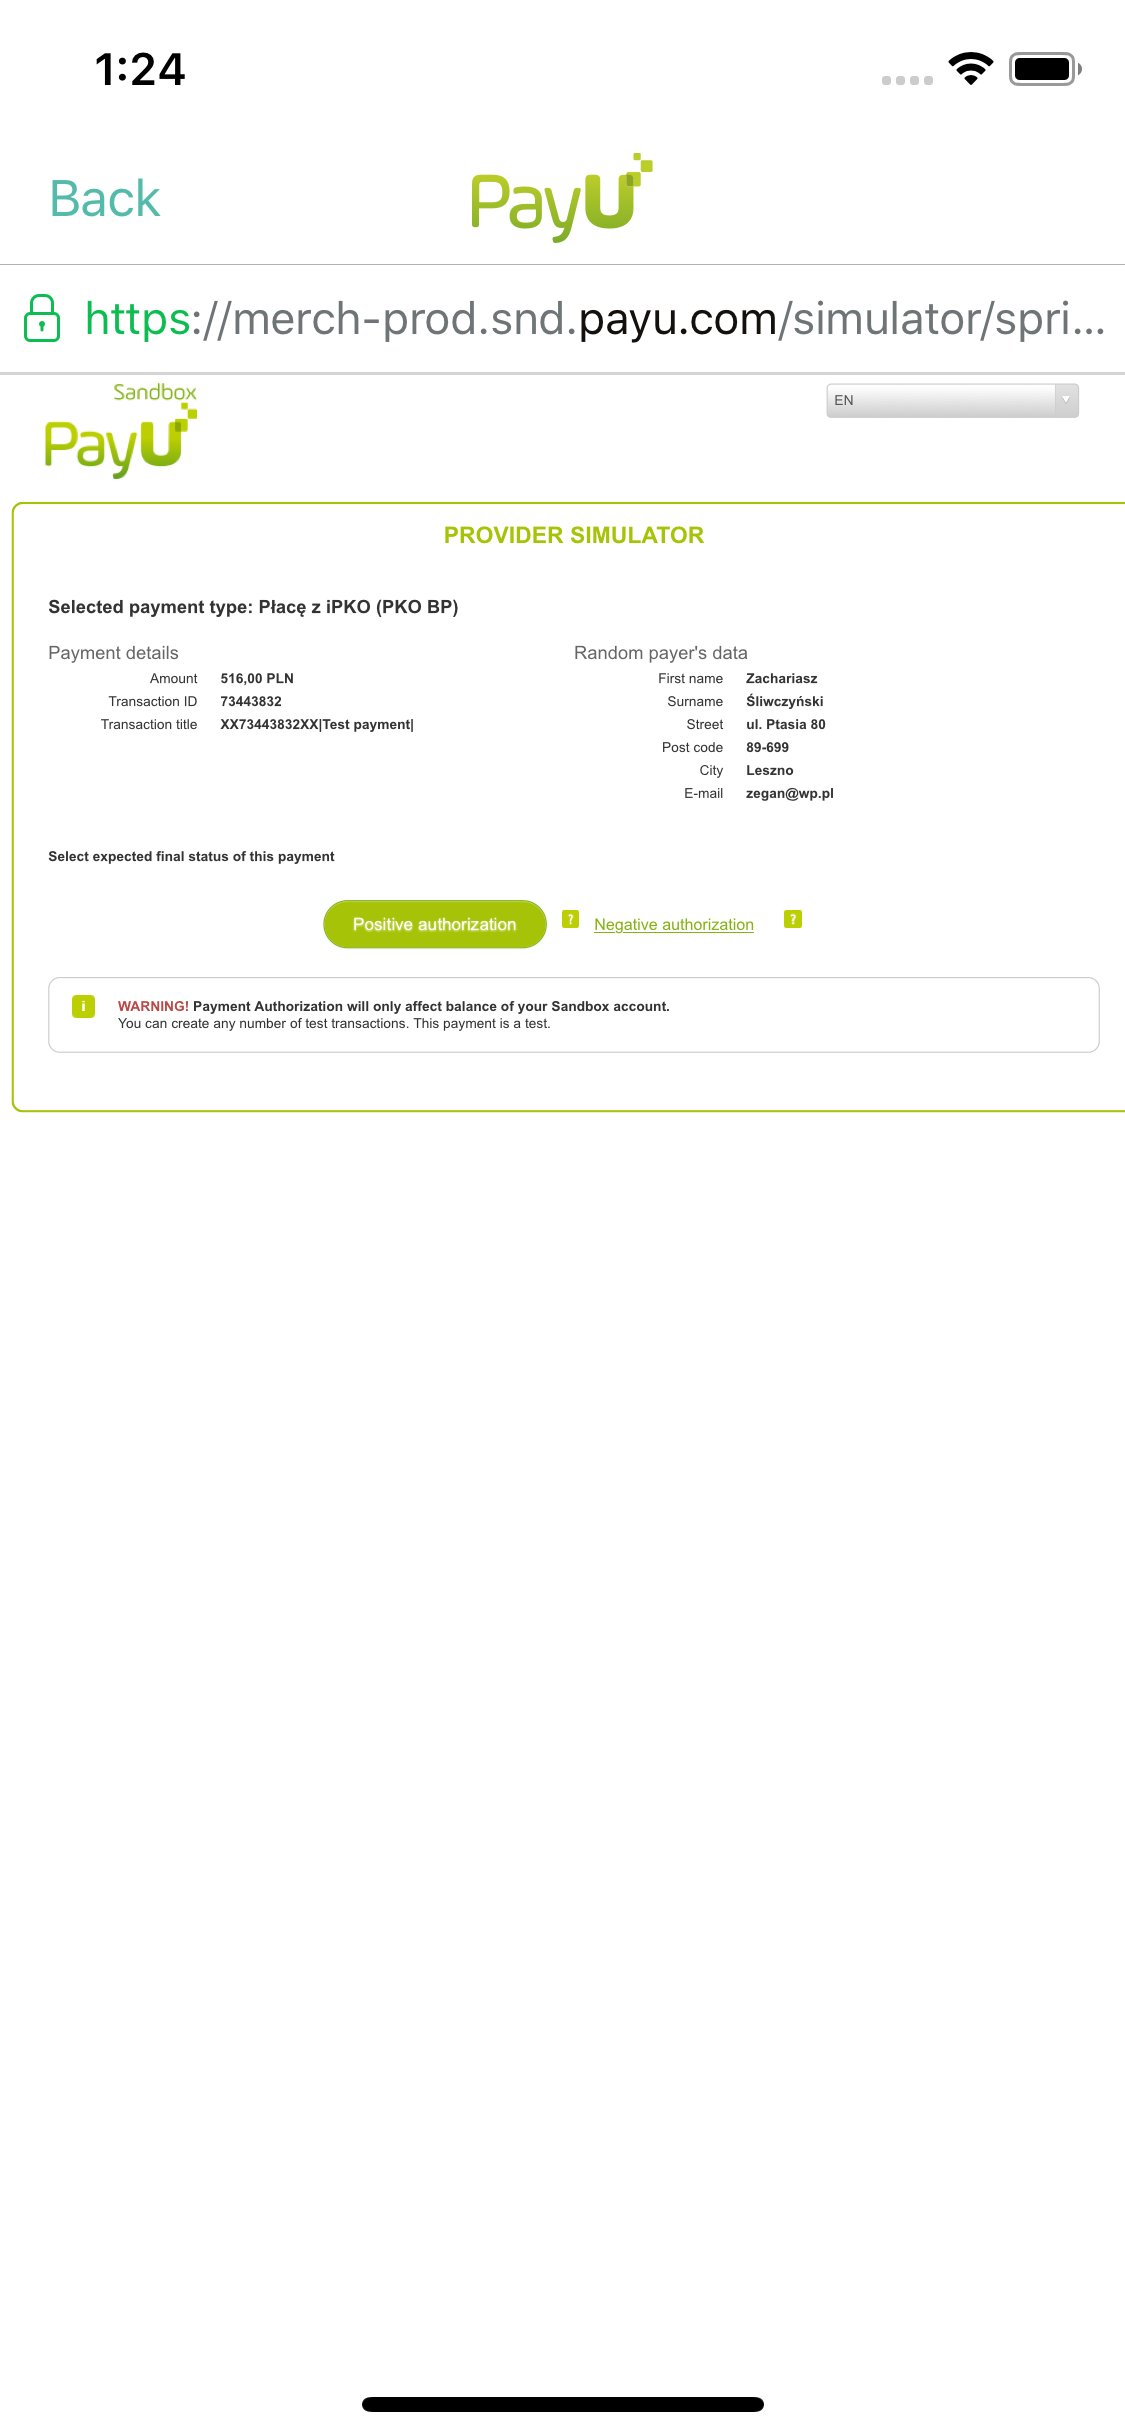 1:24
Back
PayU
https://merch-prod.snd.payu.com/simulator/spri...
Sandbox
PayU
EN
PROVIDER SIMULATOR
Selected payment type: Płacę z iPKO (PKO BP)
Payment details
Amount 516,00 PLN
Transaction ID 73443832
Transaction title XX73443832XX|Test payment|
Random payer's data
First name Zachariasz
Surname Śliwczyński
Street ul. Ptasia 80
Post code 89-699
City Leszno
E-mail zegan@wp.pl
Select expected final status of this payment
Positive authorization ? Negative authorization ?
i
WARNING! Payment Authorization will only affect balance of your Sandbox account.
You can create any number of test transactions. This payment is a test.